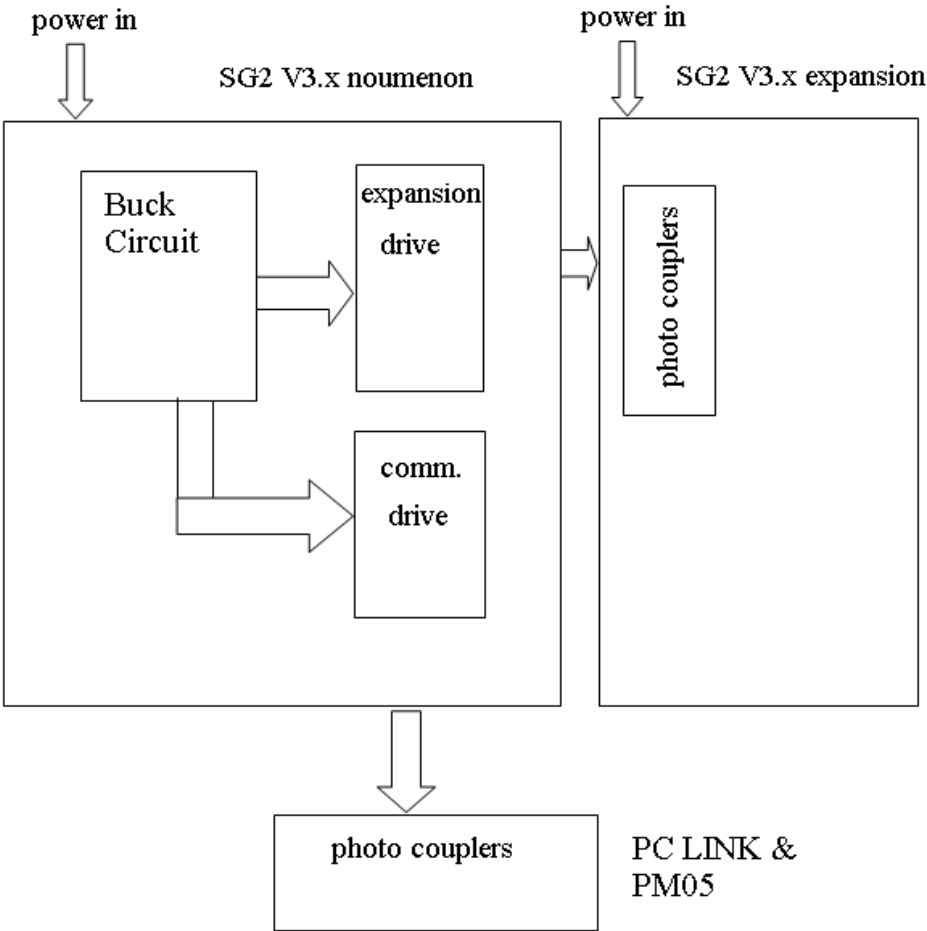 power in
power in
SG2 V3.x noumenon
SG2 V3.x expansion
Buck
Circuit
expansion
drive
photo couplers
comm.
drive
photo couplers
PC LINK &
PM05